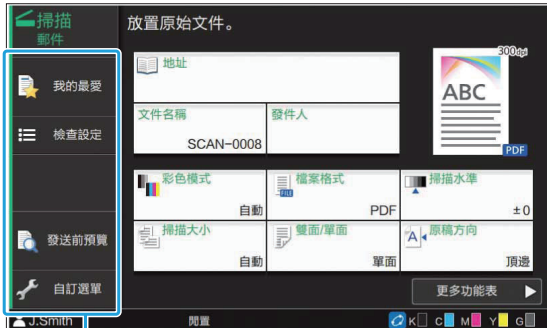 掃描
郵件
放置原始文件。
我的最愛
檢查設定
發送前預覽
自訂選單
地址
文件名稱
SCAN-0008
發件人
300dpi
ABC
PDF
彩色模式
自動
檔案格式
PDF
掃描水準
±0
掃描大小
自動
雙面/單面
單面
原稿方向
頂邊
更多功能表
J.Smith
閒置
K C M Y G